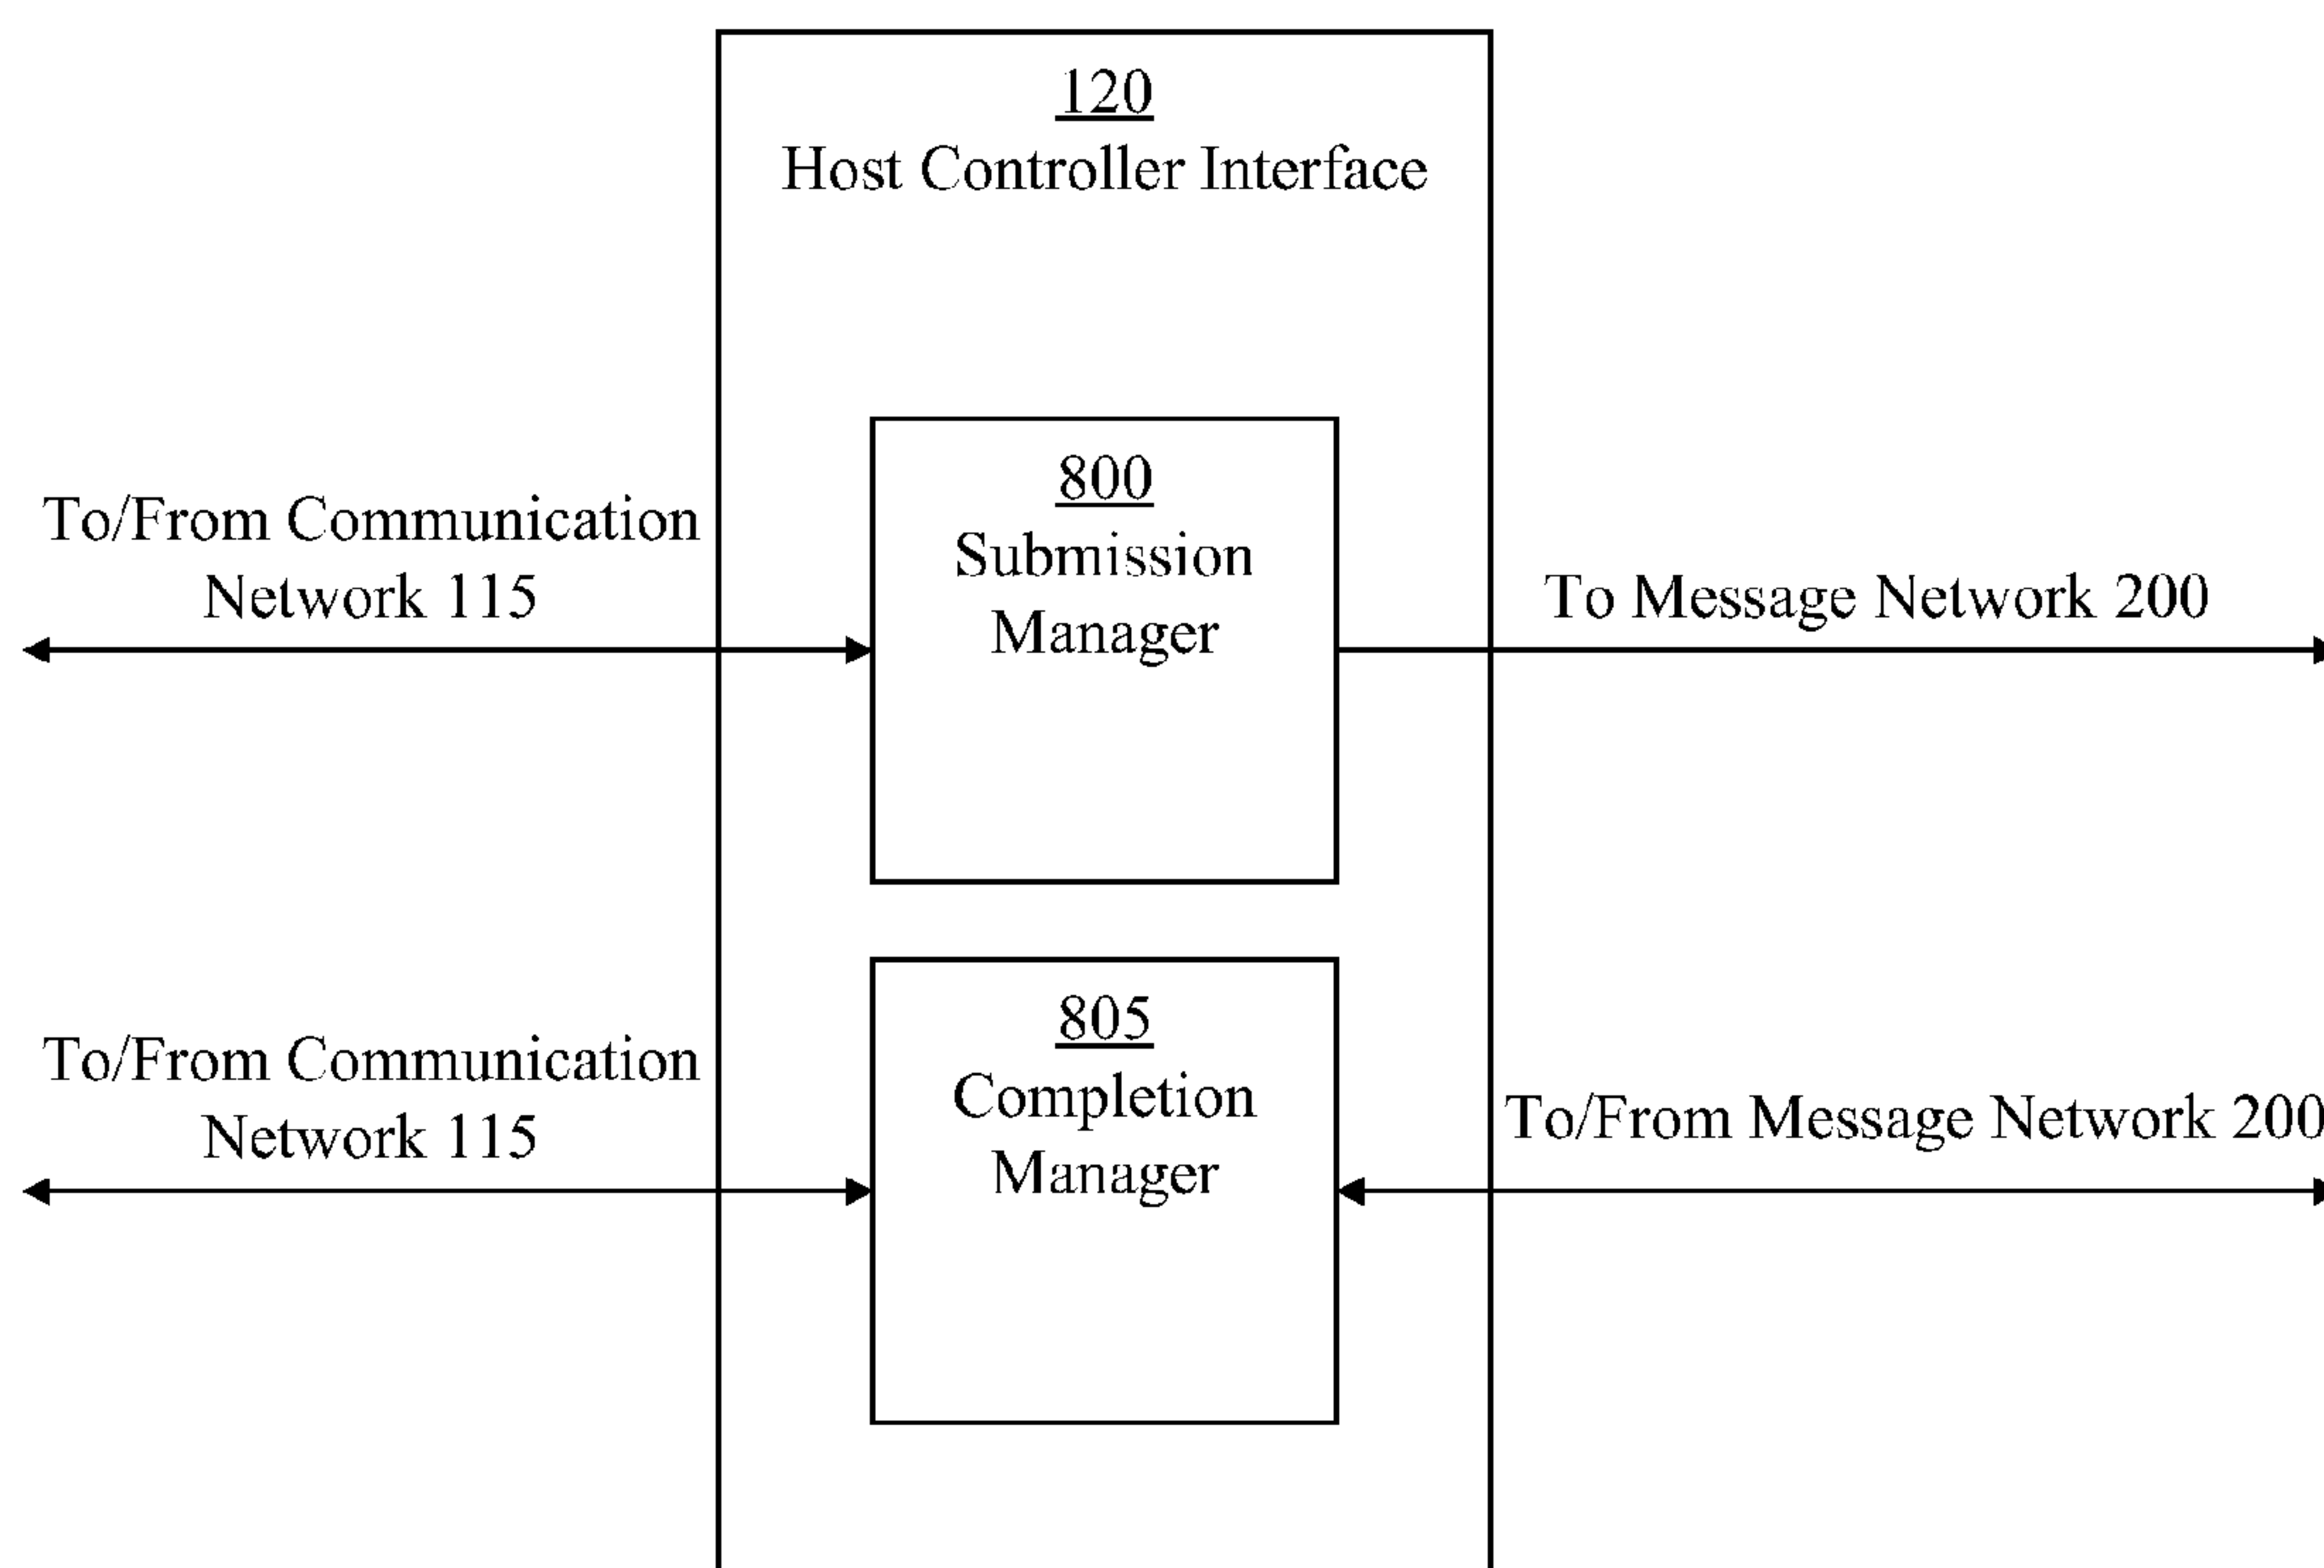 120
Host Controller Interface
To/From Communication
Network 115
800
Submission
Manager
To Message Network 200
To/From Communication
Network 115
805
Completion
Manager
To/From Message Network 200